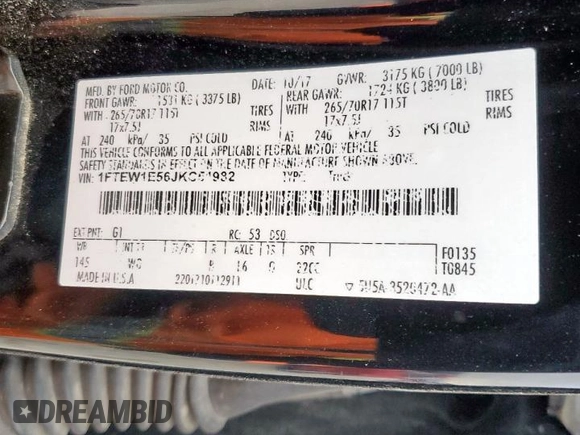 MFD. BY FORD MOTOR CO. DATE: 10/17 GVWR: 3175 KG ( 7000 LB)
FRONT GAWR: 1531 KG ( 3375 LB) REAR GAWR: 1724 KG ( 3800 LB)
WITH 265/70R17 115T TIRES WITH 265/70R17 115T TIRES
17x7.5J RIMS 17x7.5J RIMS
AT 240 kPa/ 35 PSI COLD AT 240 kPa/ 35 PSI COLD
THIS VEHICLE CONFORMS TO ALL APPLICABLE FEDERAL MOTOR VEHICLE
SAFETY STANDARDS IN EFFECT ON THE DATE OF MANUFACTURE SHOWN ABOVE.
VIN: TYPE:
EXT PNT: G1 RC: 53 DSO:
WB R AXLE SPR F0135
145 16 T0845
MADE IN U.S.A.
DREAMBID